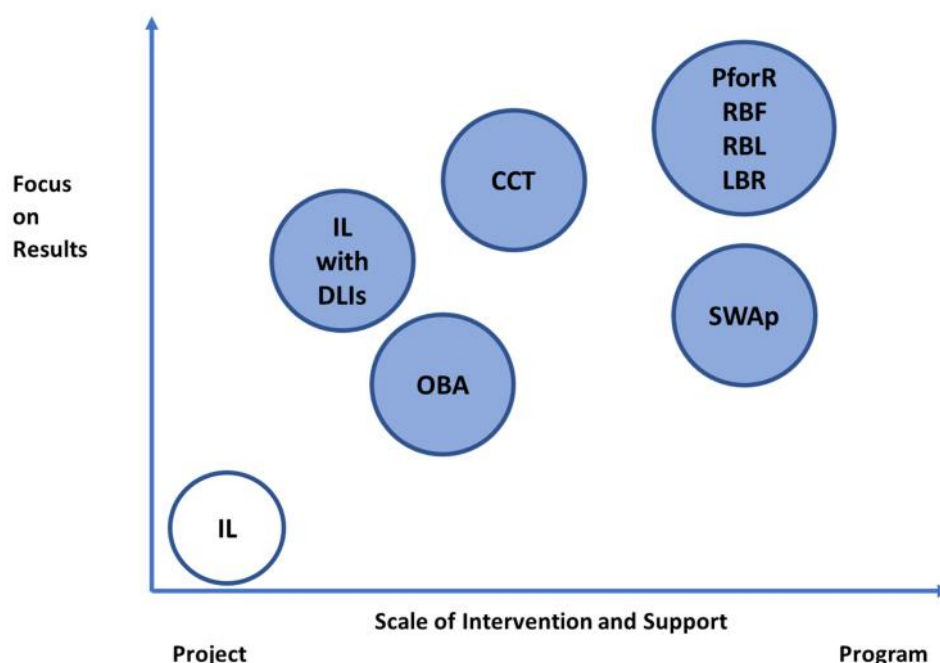 PforR
RBF
RBL
LBR
CCT
Focus
on
Results
IL
with
DLIs
SWAp
OBA
IL
Scale of Intervention and Support
Project
Program